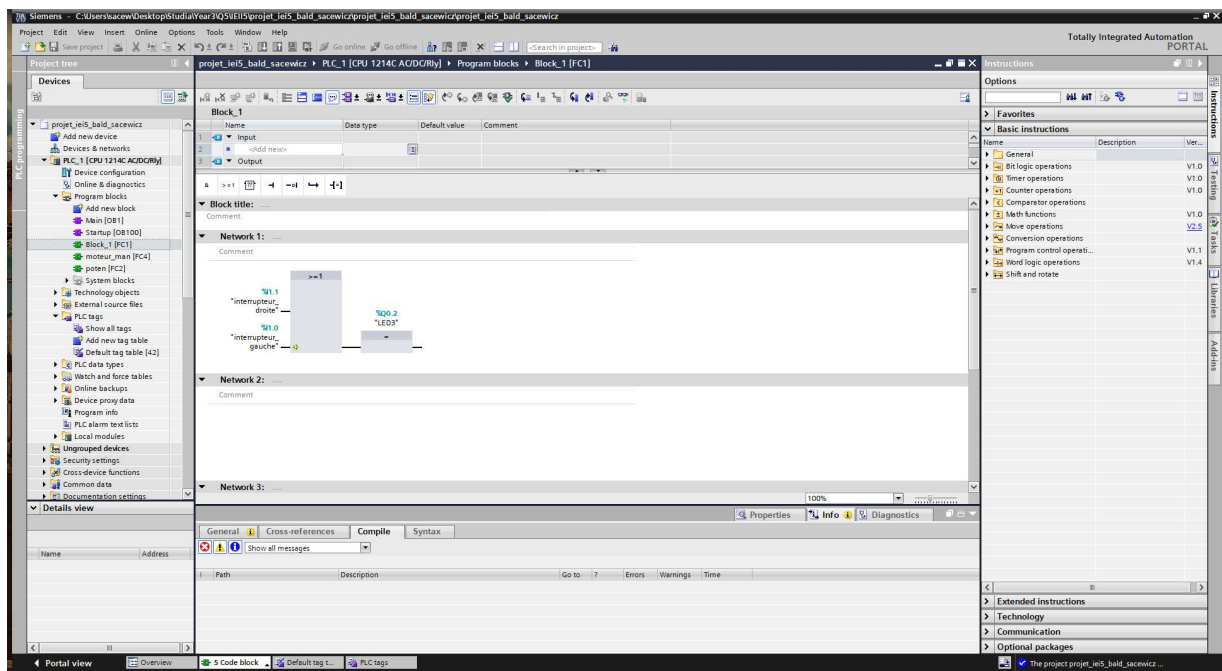 Siemens - C:\Users\sacew\Desktop\Studia\Year3\Q5\IEII5\projet_iei5_bald_sacewicz\projet_iei5_bald_sacewicz\projet_iei5_bald_sacewicz
Project Edit View Insert Online Options Tools Window Help
Totally Integrated Automation
PORTAL
Save project
Go online
Go offline
<Search in project>
Project tree
projet_iei5_bald_sacewicz ▸ PLC_1 [CPU 1214C AC/DC/Rly] ▸ Program blocks ▸ Block_1 [FC1]
Instructions
Devices
Options
PLC programming
projet_iei5_bald_sacewicz
Add new device
Devices & networks
PLC_1 [CPU 1214C AC/DC/Rly]
Device configuration
Online & diagnostics
Program blocks
Add new block
Main [OB1]
Startup [OB100]
Block_1 [FC1]
moteur_man [FC4]
poten [FC2]
System blocks
Technology objects
External source files
PLC tags
Show all tags
Add new tag table
Default tag table [42]
PLC data types
Watch and force tables
Online backups
Device proxy data
Program info
PLC alarm text lists
Local modules
Ungrouped devices
Security settings
Cross-device functions
Common data
Documentation settings
Details view
Name Address
Block_1
Name Data type Default value Comment
1 Input
2 <Add new>
3 Output
& >=1 ??
Block title: .....
Comment
Network 1: .....
Comment
>=1
%I1.1
"interrupteur_
droite"
%I1.0
"interrupteur_
gauche"
%Q0.2
"LED3"
=
Network 2: .....
Comment
Network 3: .....
100%
Properties Info Diagnostics
General Cross-references Compile Syntax
Show all messages
! Path Description Go to ? Errors Warnings Time
Favorites
Basic instructions
Name Description Ver...
General
Bit logic operations V1.0
Timer operations V1.0
Counter operations V1.0
Comparator operations
Math functions V1.0
Move operations V2.5
Conversion operations
Program control operati... V1.1
Word logic operations V1.4
Shift and rotate
Extended instructions
Technology
Communication
Optional packages
Instructions
Testing
Tasks
Libraries
Add-ins
Portal view
Overview
5 Code block
Default tag t...
PLC tags
The project projet_iei5_bald_sacewicz ...